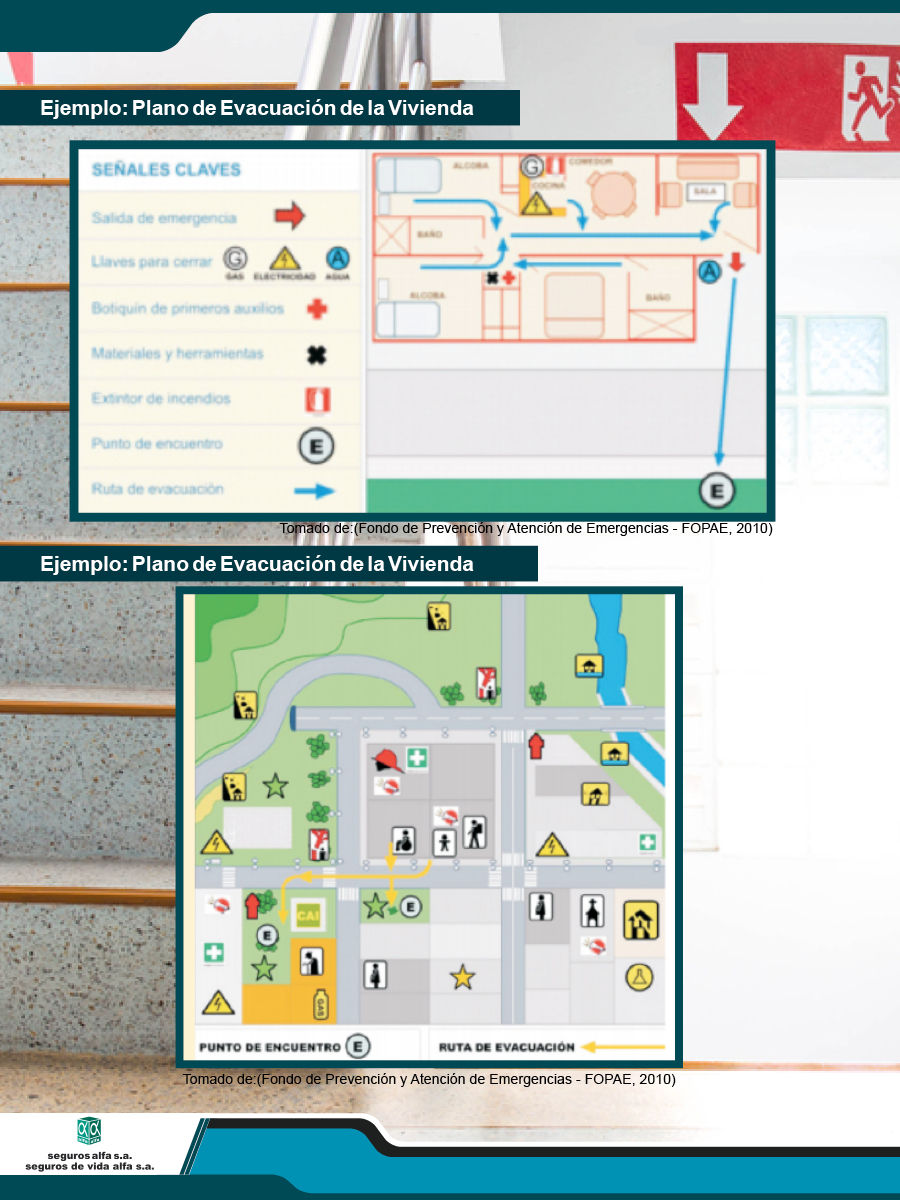 Ejemplo: Plano de Evacuación de la Vivienda
SEÑALES CLAVES
Salida de emergencia
Llaves para cerrar
G
A
GAS
ELECTRICIDAD
AGUA
Botiquín de primeros auxilios
Materiales y herramientas
Extintor de incendios
Punto de encuentro
E
Ruta de evacuación
ALCOBA
G
COMEDOR
COCINA
SALA
BAÑO
A
ALCOBA
BAÑO
E
Tomado de:(Fondo de Prevención y Atención de Emergencias - FOPAE, 2010)
Ejemplo: Plano de Evacuación de la Vivienda
E
CAI
E
GAS
PUNTO DE ENCUENTRO E
RUTA DE EVACUACIÓN
Tomado de:(Fondo de Prevención y Atención de Emergencias - FOPAE, 2010)
seguros alfa s.a.
seguros de vida alfa s.a.